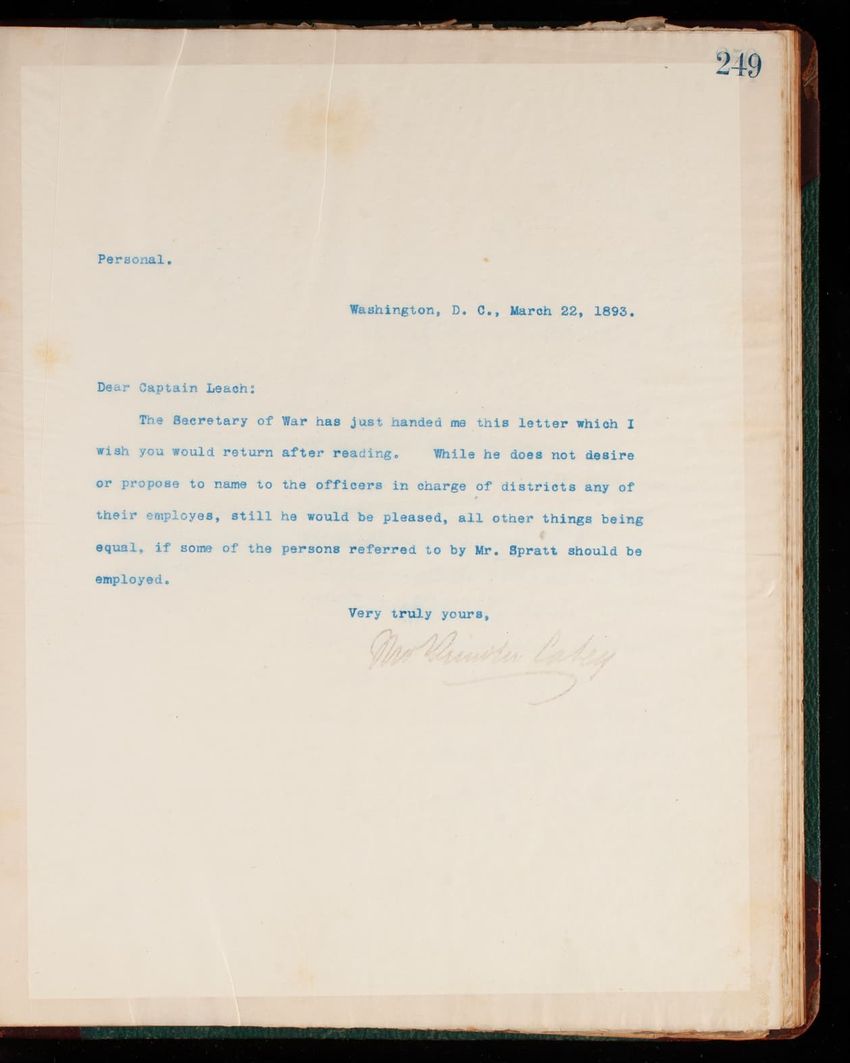 249
Personal.
Washington, D. C., March 22, 1893.
Dear Captain Leach:
The Secretary of War has just handed me this letter which I
wish you would return after reading. While he does not desire
or propose to name to the officers in charge of districts any of
their employes, still he would be pleased, all other things being
equal, if some of the persons referred to by Mr. Spratt should be
employed.
Very truly yours,
Casey